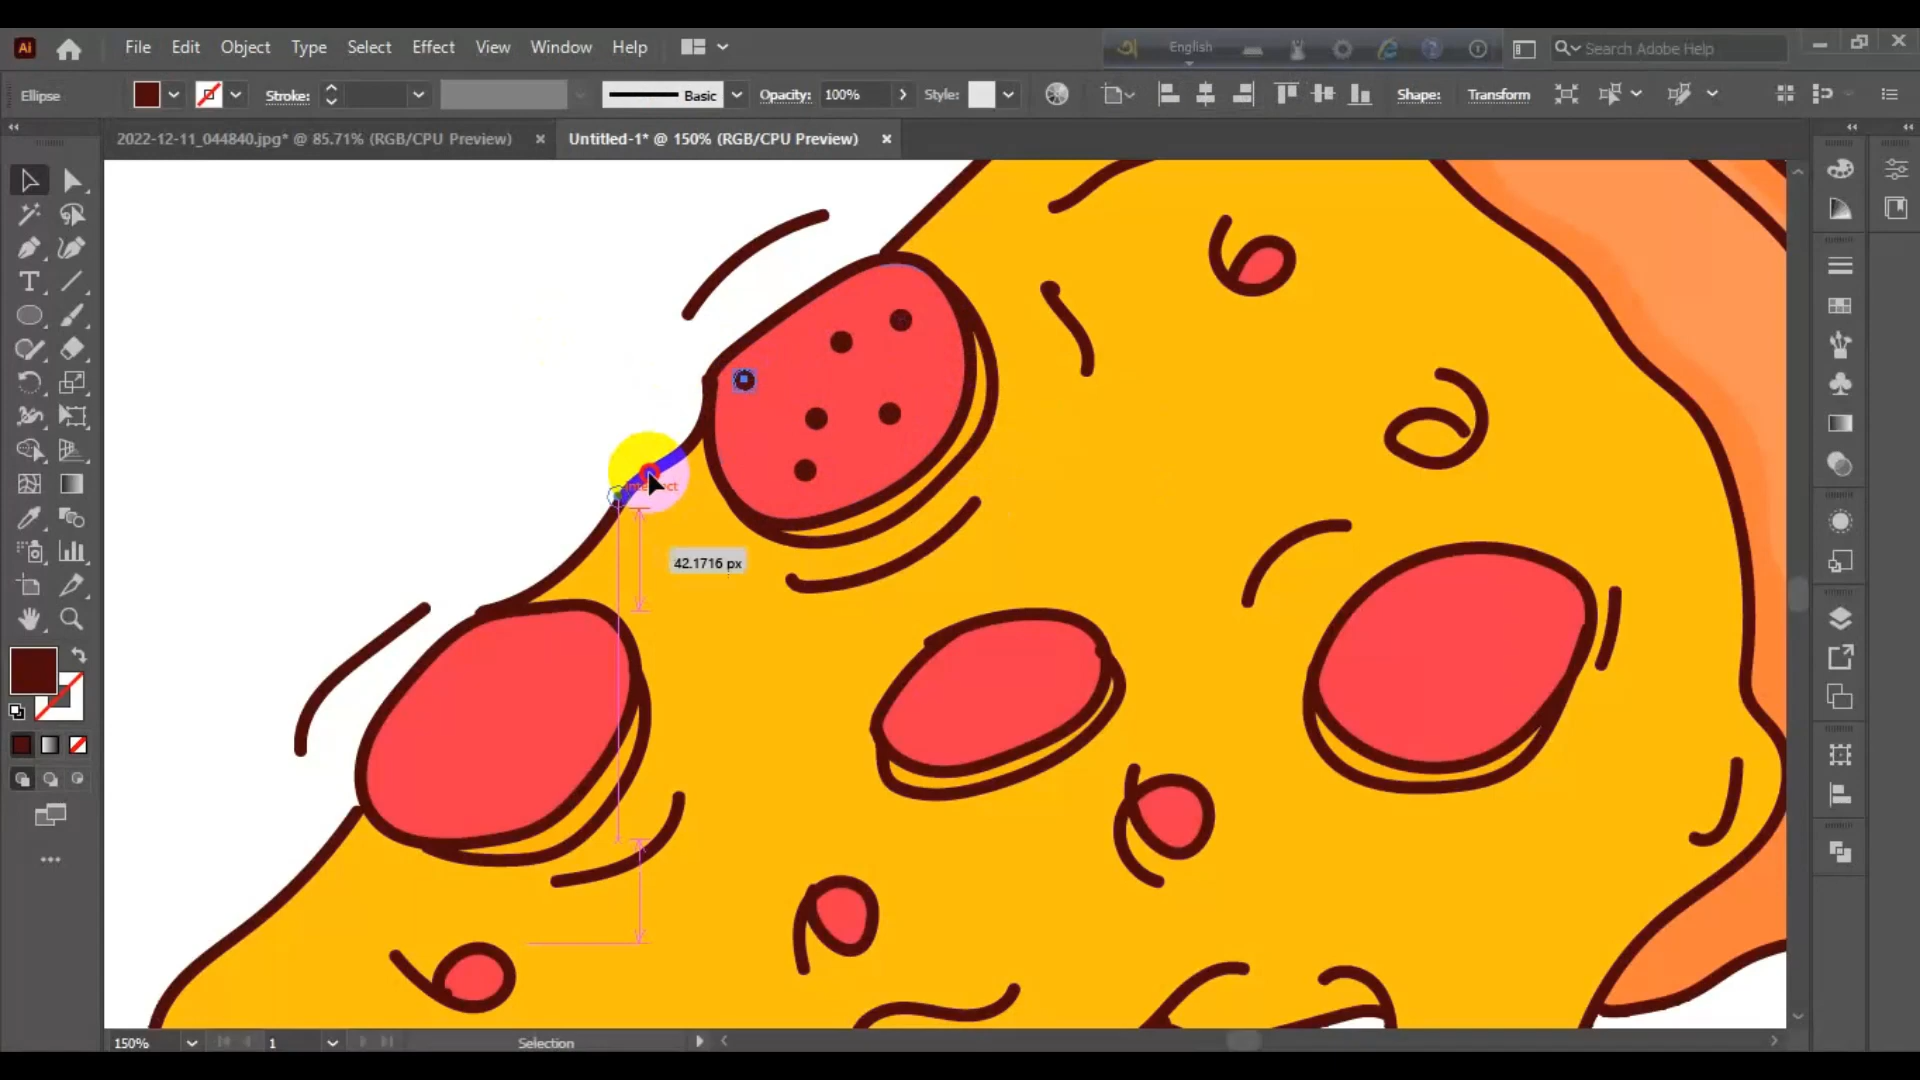 Ai File Edit Object Type Select Effect View Window Help English Search Adobe Help
Ellipse Stroke: Basic Opacity: 100% Style: Shape: Transform
2022-12-11_044840.jpg* @ 85.71% (RGB/CPU Preview) × Untitled-1* @ 150% (RGB/CPU Preview) ×
42.1716 px
150% 1 Selection